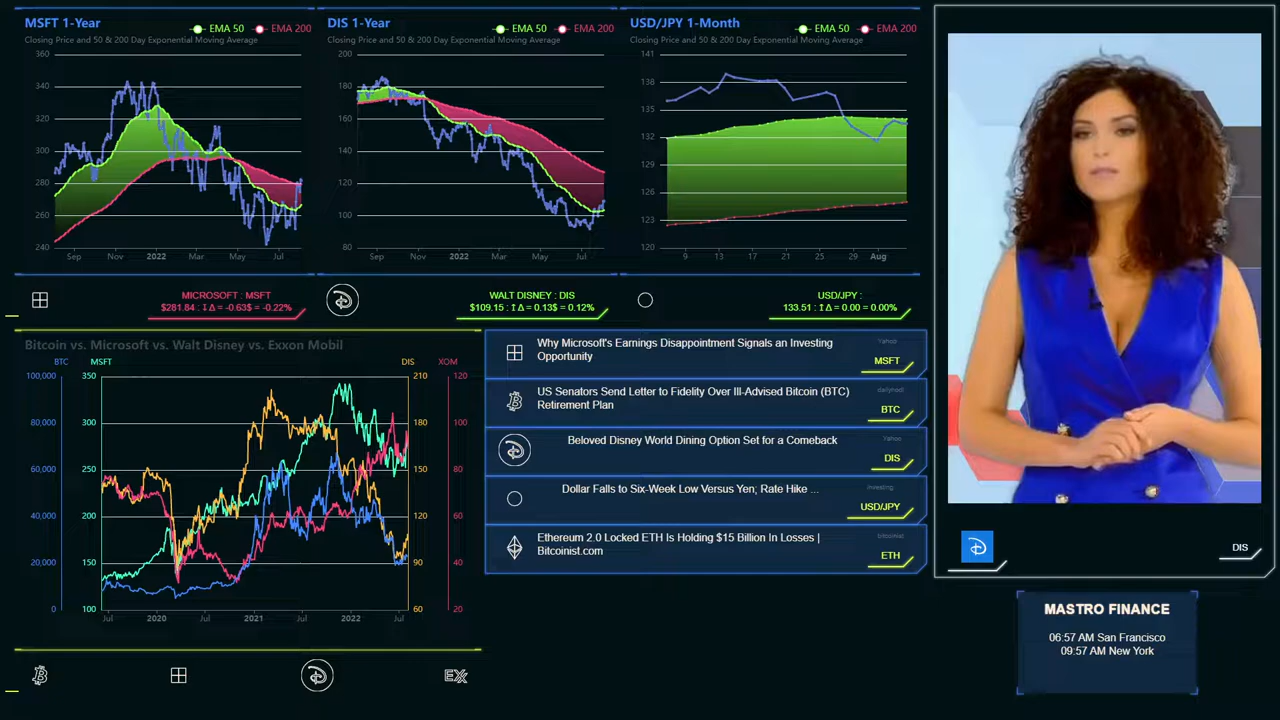 MSFT 1-Year
EMA 50 EMA 200
Closing Price and 50 & 200 Day Exponential Moving Average
360
340
320
300
280
260
240
Sep Nov 2022 Mar May Jul
DIS 1-Year
EMA 50 EMA 200
Closing Price and 50 & 200 Day Exponential Moving Average
200
180
160
140
120
100
80
Sep Nov 2022 Mar May Jul
USD/JPY 1-Month
EMA 50 EMA 200
Closing Price and 50 & 200 Day Exponential Moving Average
141
138
135
132
129
126
123
120
9 13 17 21 25 29 Aug
MICROSOFT : MSFT
$281.84 : 1 Δ = -0.63$ = -0.22%
WALT DISNEY : DIS
$109.15 : 1 Δ = 0.13$ = 0.12%
USD/JPY :
133.51 : 1 Δ = 0.00 = 0.00%
Bitcoin vs. Microsoft vs. Walt Disney vs. Exxon Mobil
BTC MSFT DIS XOM
100,000 350 210 120
80,000 300 180 100
60,000 250 150 80
40,000 200 120 60
20,000 150 90 40
0 100 60 20
Jul 2020 Jul 2021 Jul 2022 Jul
EX
Why Microsoft's Earnings Disappointment Signals an Investing
Opportunity
Yahoo
MSFT
US Senators Send Letter to Fidelity Over Ill-Advised Bitcoin (BTC)
Retirement Plan
dailyhodl
BTC
Beloved Disney World Dining Option Set for a Comeback
Yahoo
DIS
Dollar Falls to Six-Week Low Versus Yen; Rate Hike ...
Investing
USD/JPY
Ethereum 2.0 Locked ETH Is Holding $15 Billion In Losses |
Bitcoinist.com
bitcoinist
ETH
DIS
MASTRO FINANCE
06:57 AM San Francisco
09:57 AM New York